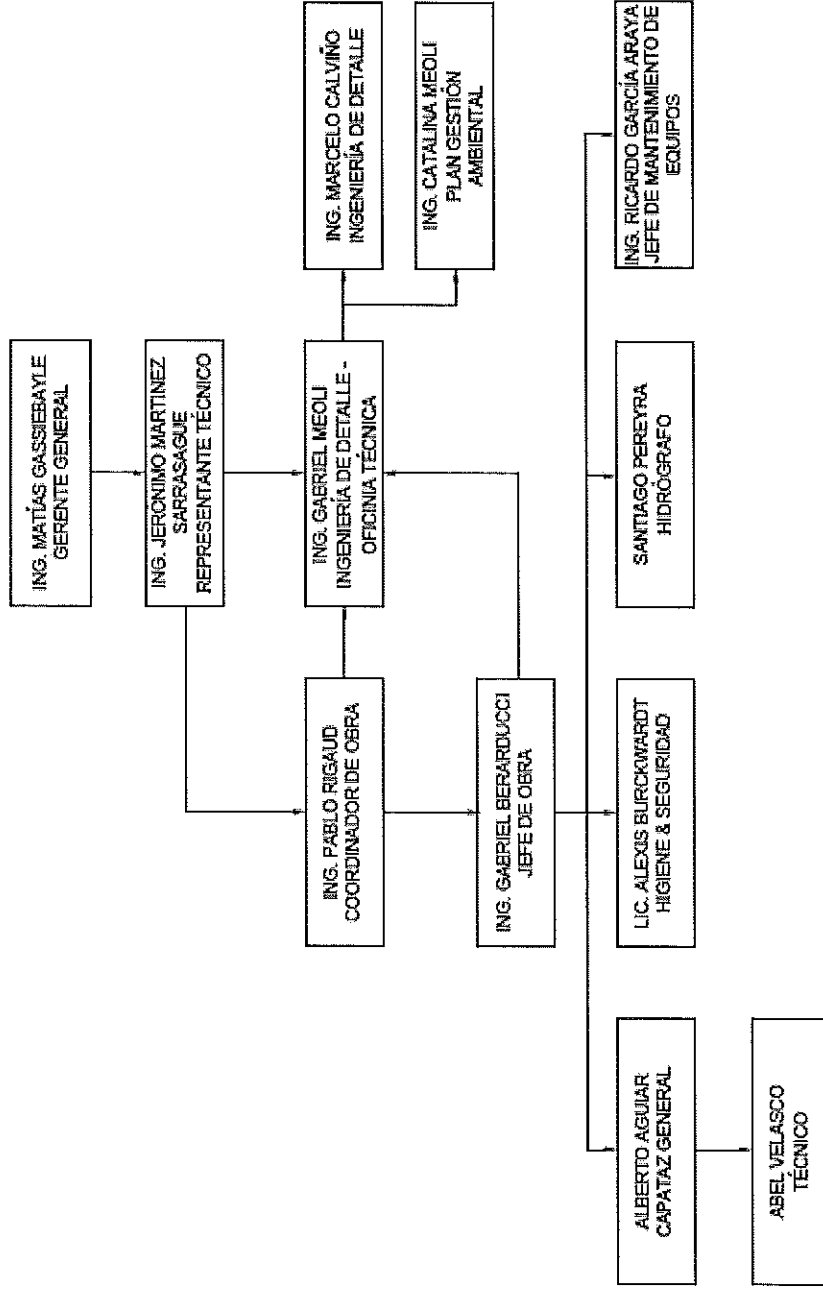 ING. MATÍAS GASSIEBAYLE
GERENTE GENERAL
ING. JERONIMO MARTINEZ
SARRASAGUE
REPRESENTANTE TÉCNICO
ING. PABLO RIGAUD
COORDINADOR DE OBRA
ING. GABRIEL MEOLI
INGENIERÍA DE DETALLE -
OFICINIA TÉCNICA
ING. MARCELO CALVIÑO
INGENIERÍA DE DETALLE
ING. CATALINA MEOLI
PLAN GESTIÓN
AMBIENTAL
ING. GABRIEL BERARDUCCI
JEFE DE OBRA
ALBERTO AGUIAR
CAPATAZ GENERAL
LIC. ALEXIS BURCKWARDT
HIGIENE & SEGURIDAD
SANTIAGO PEREYRA
HIDRÓGRAFO
ING. RICARDO GARCÍA ARAYA
JEFE DE MANTENIMIENTO DE
EQUIPOS
ABEL VELASCO
TÉCNICO